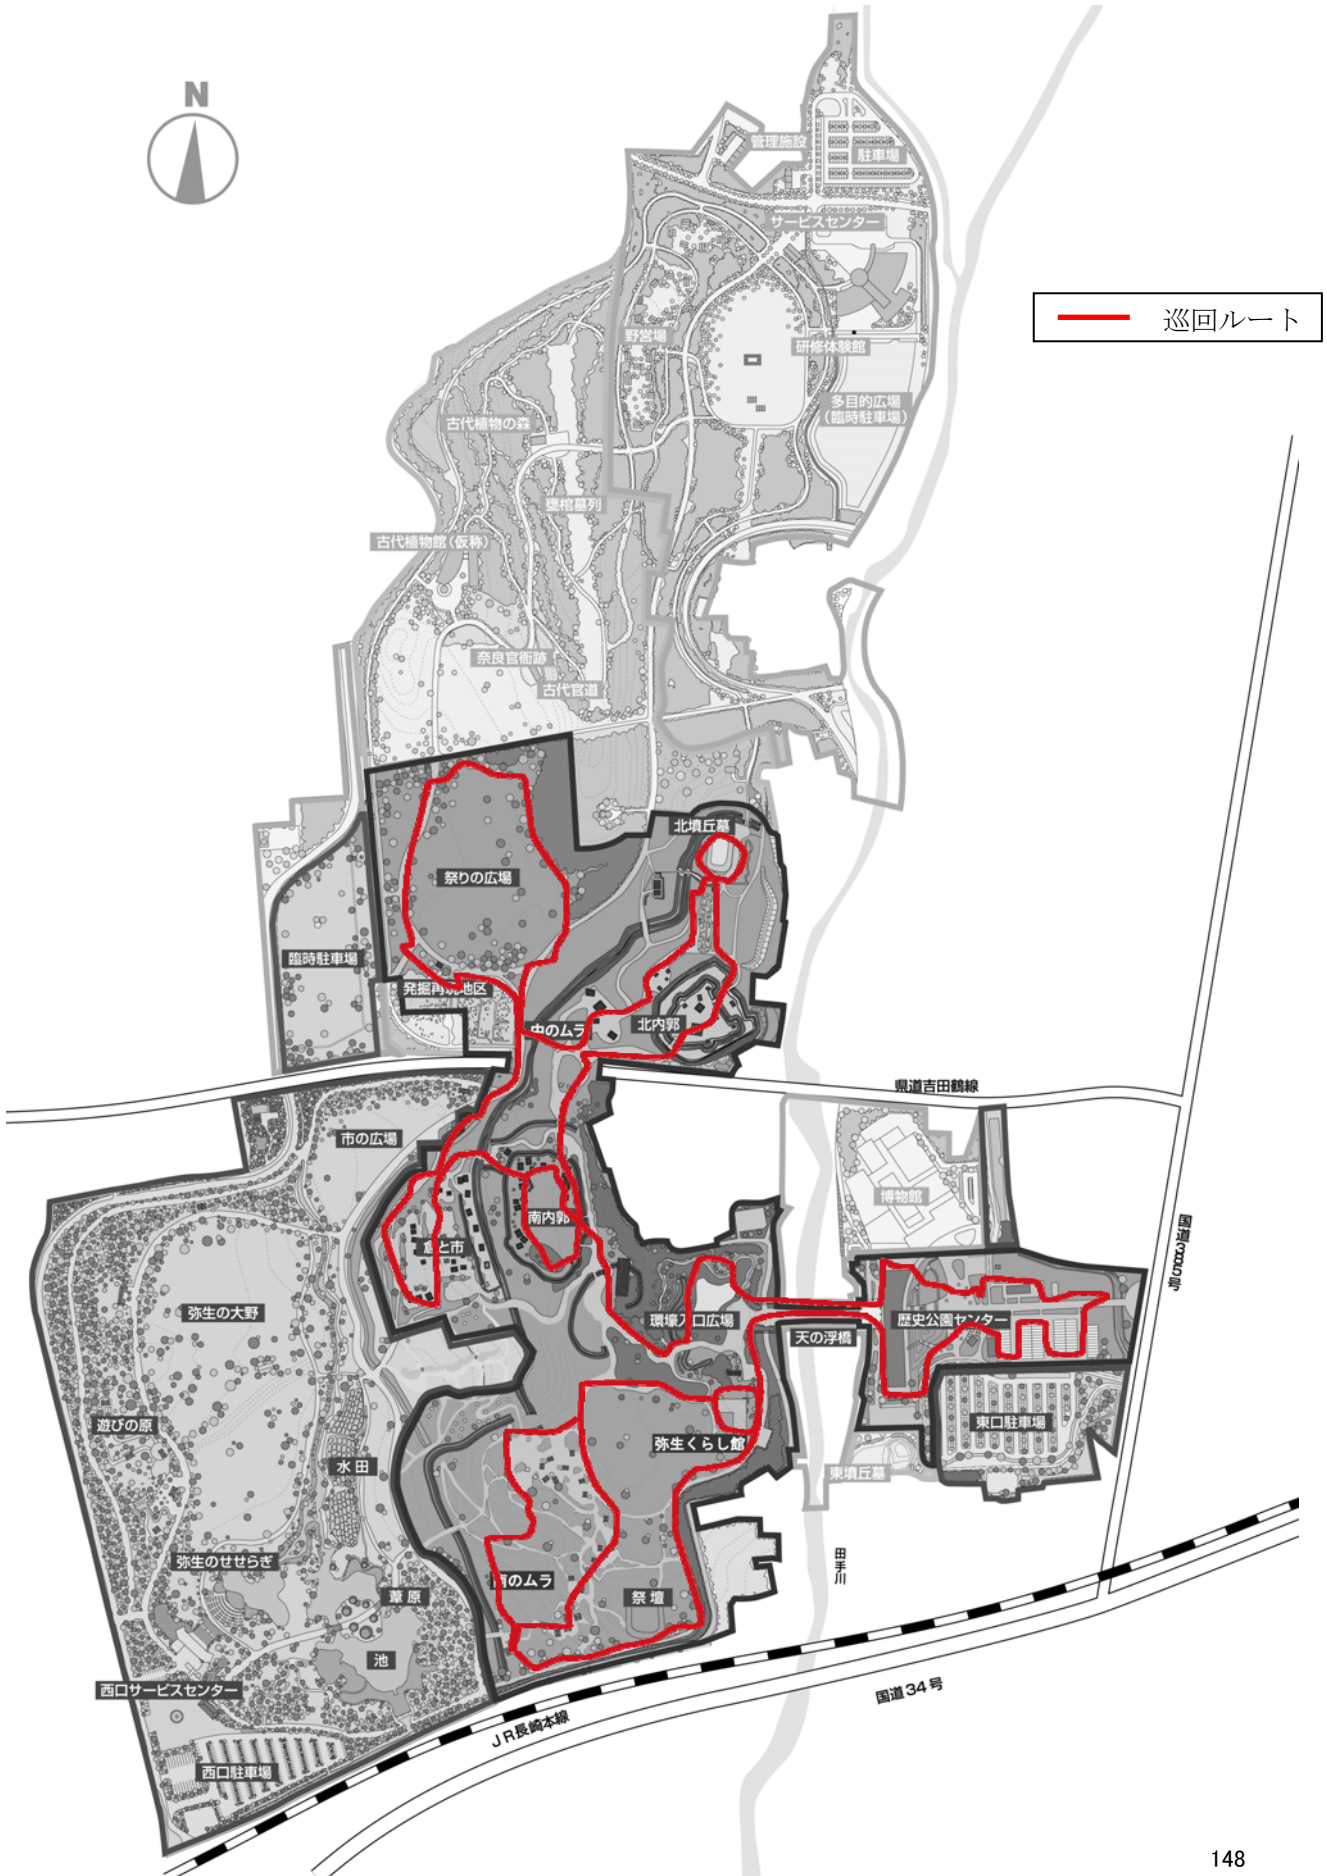 N
管理施設
駐車場
サービスセンター
巡回ルート
野営場
研修体験館
多目的広場
(臨時駐車場)
古代植物の森
甕棺墓列
古代植物館(仮称)
奈良官衙跡
古代官道
北墳丘墓
祭りの広場
臨時駐車場
発掘再現地区
中のムラ
北内郭
県道吉田鶴線
市の広場
博物館
南内郭
倉と市
国道385号
弥生の大野
環壕入口広場
歴史公園センター
天の浮橋
遊びの原
東口駐車場
弥生くらし館
水田
東墳丘墓
弥生のせせらぎ
田手川
南のムラ
葦原
祭壇
池
西口サービスセンター
国道34号
JR長崎本線
西口駐車場
148